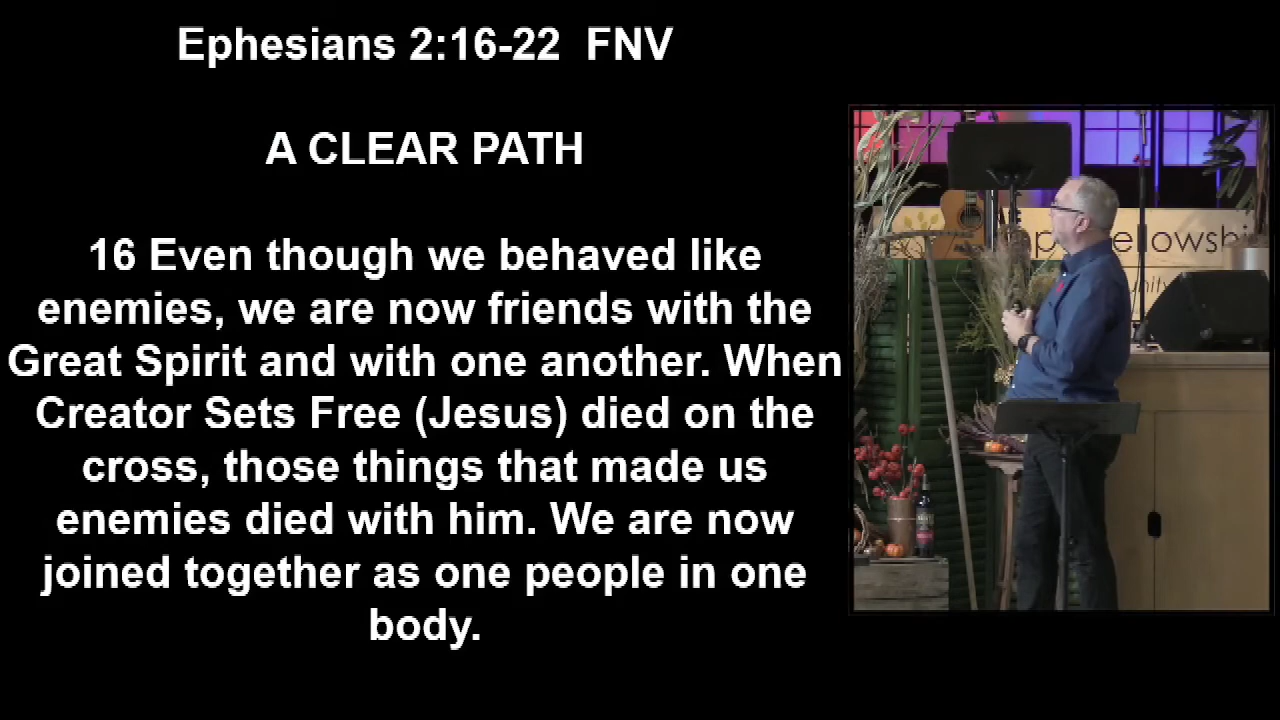 Ephesians 2:16-22 FNV
A CLEAR PATH
16 Even though we behaved like
enemies, we are now friends with the
Great Spirit and with one another. When
Creator Sets Free (Jesus) died on the
cross, those things that made us
enemies died with him. We are now
joined together as one people in one
body.